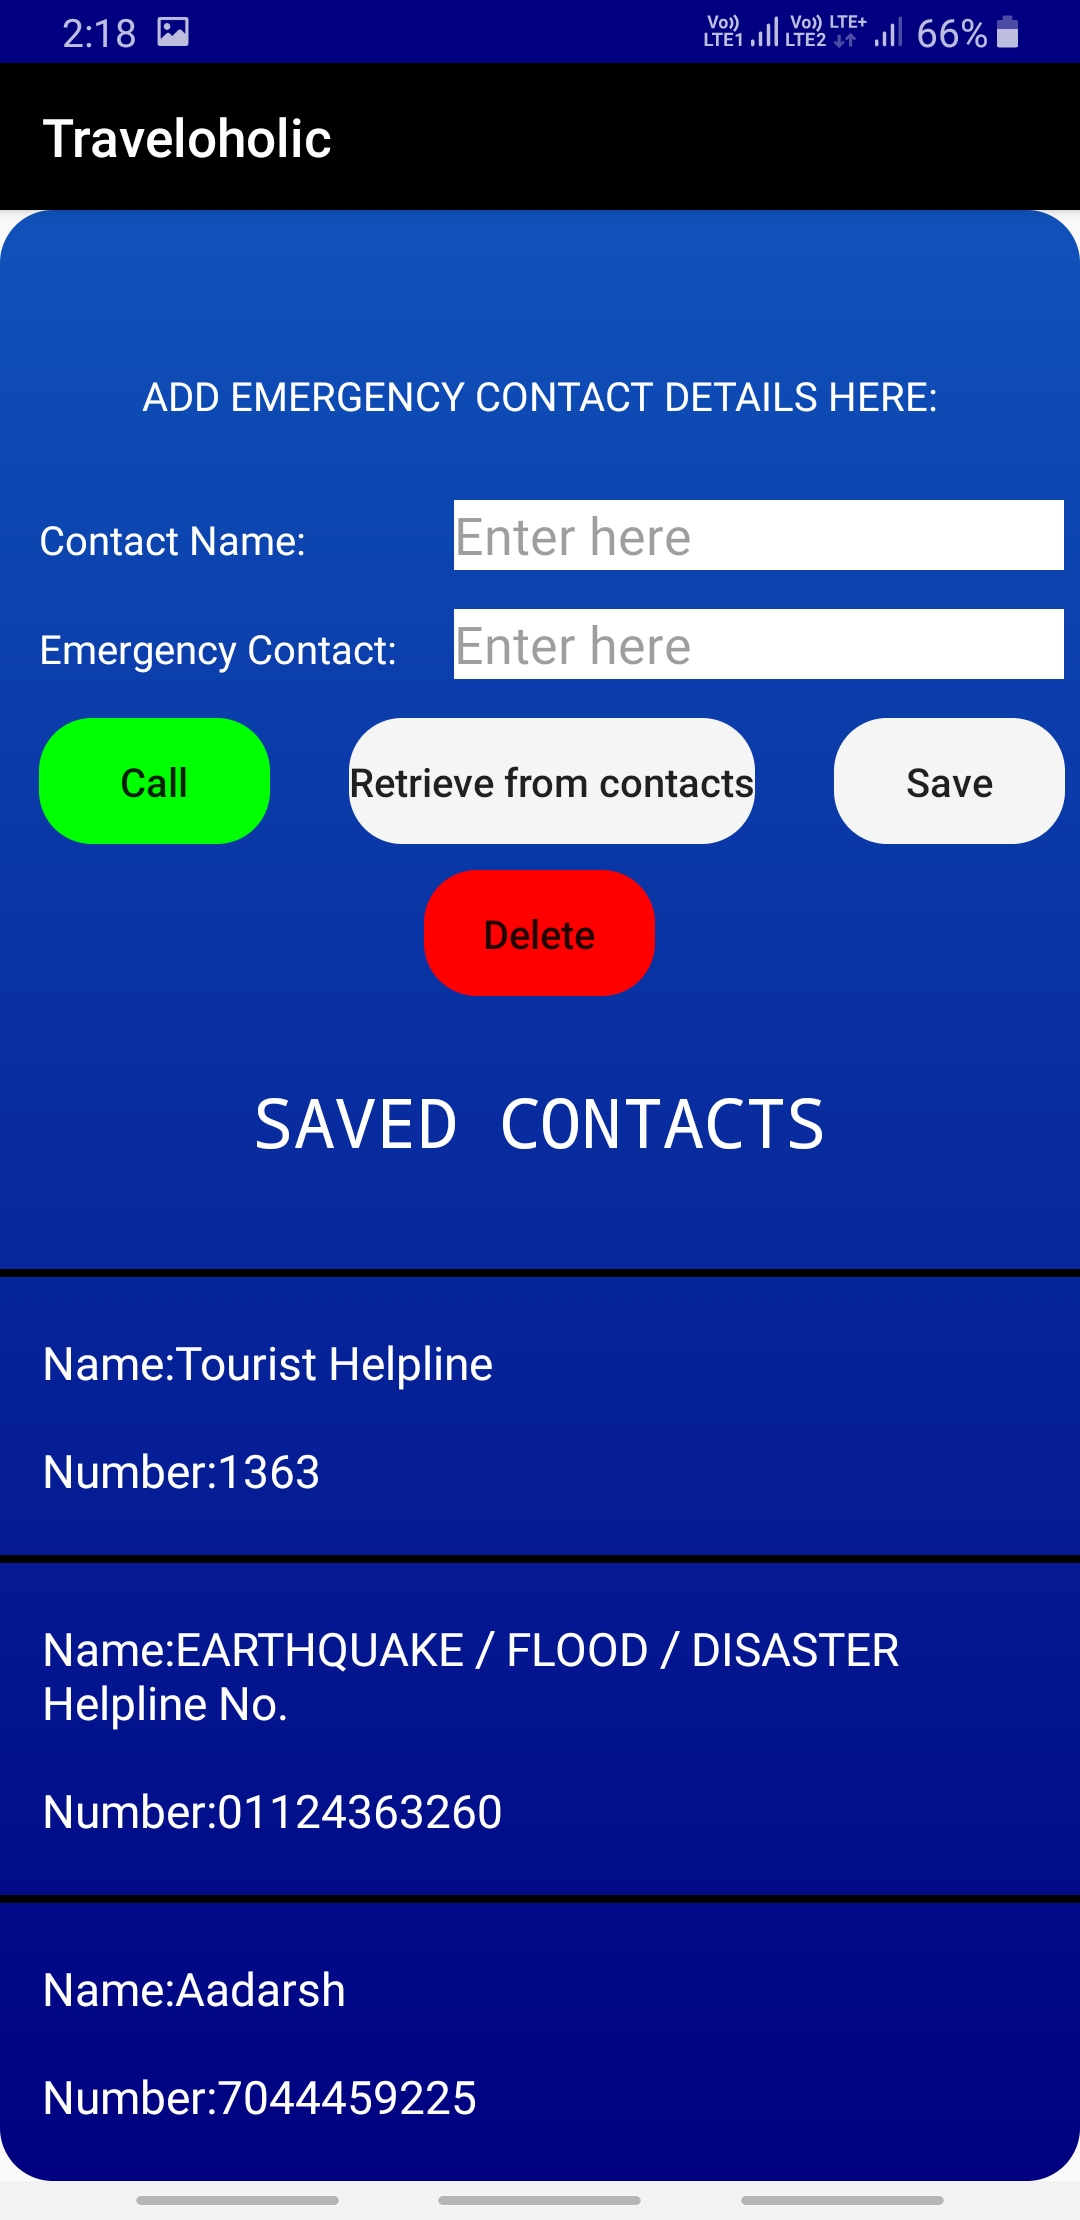 2:18
Vo)) LTE1 Vo)) LTE2 LTE+ 66%
Traveloholic
ADD EMERGENCY CONTACT DETAILS HERE:
Contact Name: Enter here
Emergency Contact: Enter here
Call Retrieve from contacts Save
Delete
SAVED CONTACTS
Name:Tourist Helpline
Number:1363
Name:EARTHQUAKE / FLOOD / DISASTER
Helpline No.
Number:01124363260
Name:Aadarsh
Number:7044459225